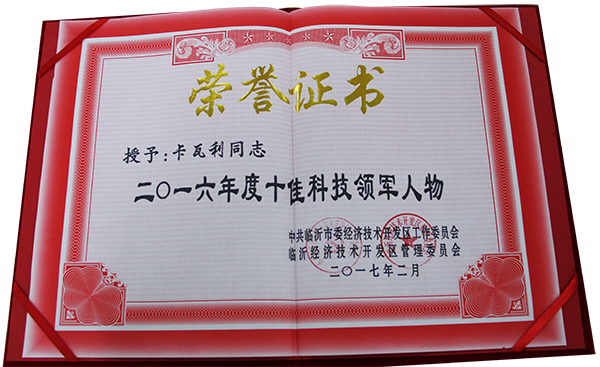 荣誉证书
授予:卡瓦利同志
二〇一六年度十佳科技领军人物
中共临沂市委经济技术开发区工作委员会
临沂经济技术开发区管理委员会
二〇一七年二月